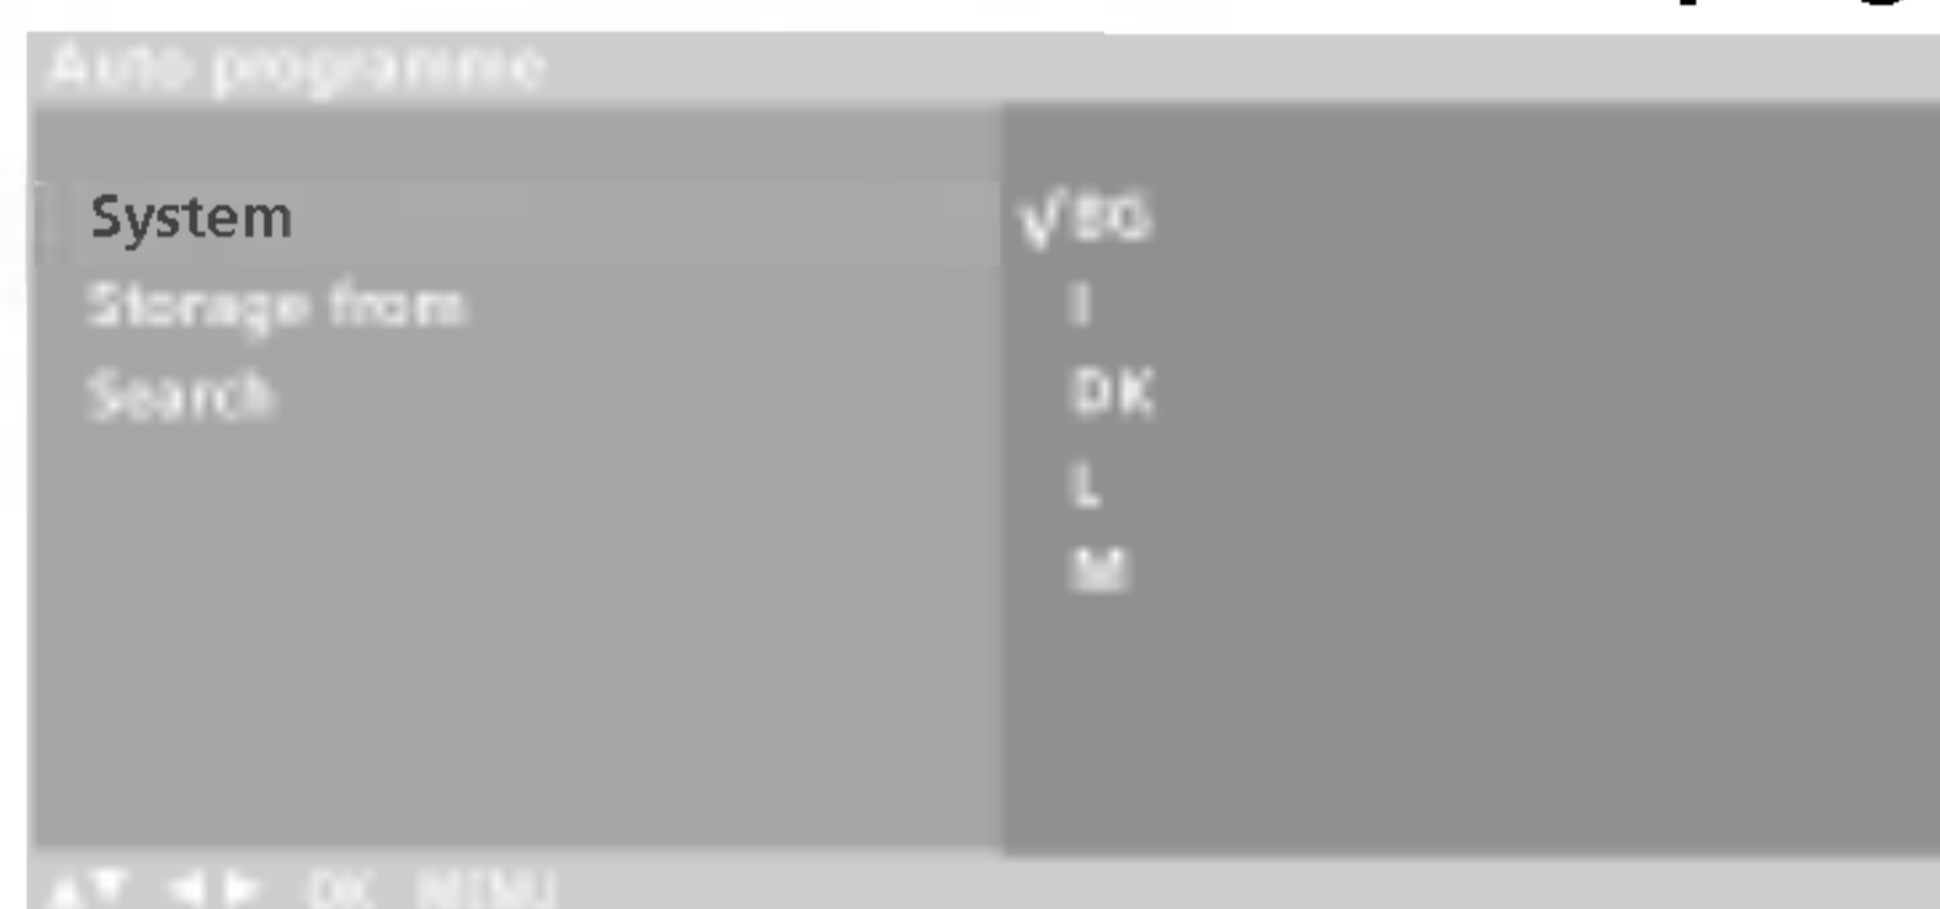 Auto programme
System
Storage from
Search
√ BG
I
DK
L
M
▲▼ ◀▶ OK MENU